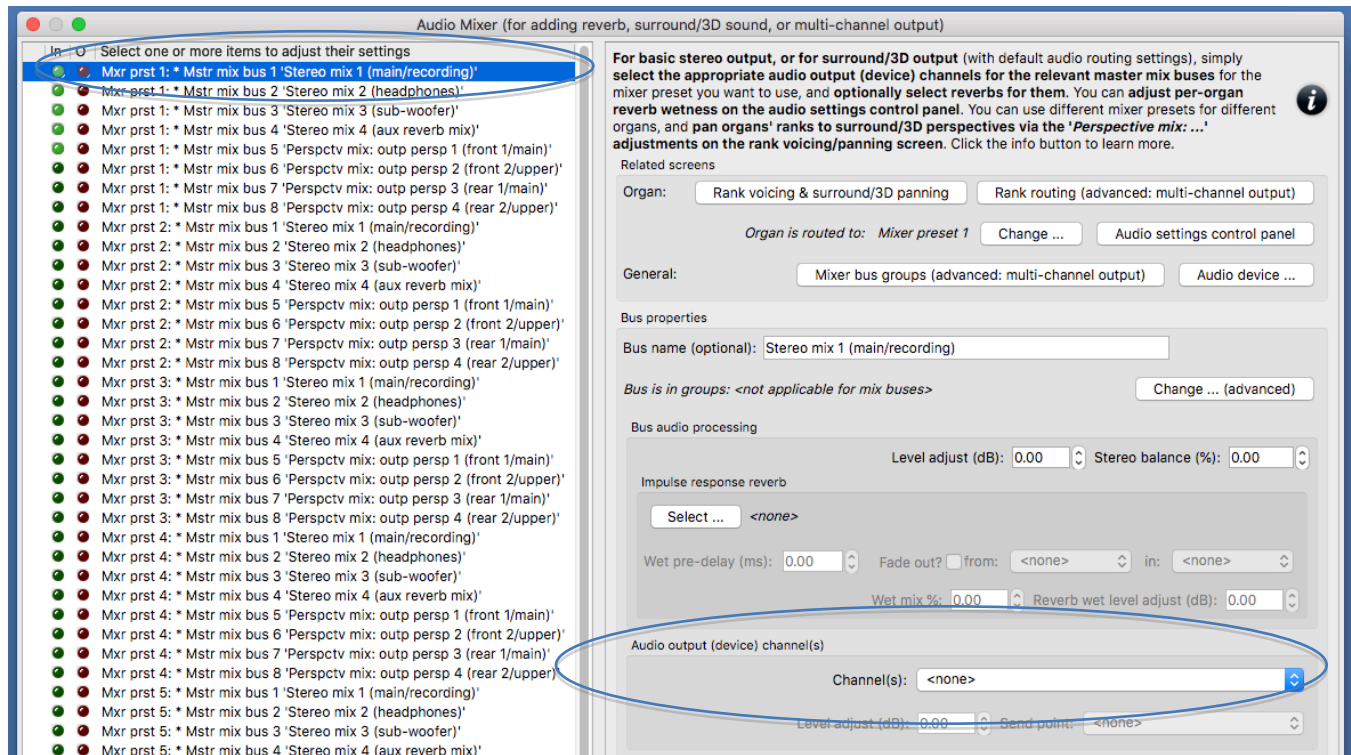 Audio Mixer (for adding reverb, surround/3D sound, or multi-channel output)
In O Select one or more items to adjust their settings
Mxr prst 1: * Mstr mix bus 1 'Stereo mix 1 (main/recording)'
Mxr prst 1: * Mstr mix bus 2 'Stereo mix 2 (headphones)'
Mxr prst 1: * Mstr mix bus 3 'Stereo mix 3 (sub-woofer)'
Mxr prst 1: * Mstr mix bus 4 'Stereo mix 4 (aux reverb mix)'
Mxr prst 1: * Mstr mix bus 5 'Perspctv mix: outp persp 1 (front 1/main)'
Mxr prst 1: * Mstr mix bus 6 'Perspctv mix: outp persp 2 (front 2/upper)'
Mxr prst 1: * Mstr mix bus 7 'Perspctv mix: outp persp 3 (rear 1/main)'
Mxr prst 1: * Mstr mix bus 8 'Perspctv mix: outp persp 4 (rear 2/upper)'
Mxr prst 2: * Mstr mix bus 1 'Stereo mix 1 (main/recording)'
Mxr prst 2: * Mstr mix bus 2 'Stereo mix 2 (headphones)'
Mxr prst 2: * Mstr mix bus 3 'Stereo mix 3 (sub-woofer)'
Mxr prst 2: * Mstr mix bus 4 'Stereo mix 4 (aux reverb mix)'
Mxr prst 2: * Mstr mix bus 5 'Perspctv mix: outp persp 1 (front 1/main)'
Mxr prst 2: * Mstr mix bus 6 'Perspctv mix: outp persp 2 (front 2/upper)'
Mxr prst 2: * Mstr mix bus 7 'Perspctv mix: outp persp 3 (rear 1/main)'
Mxr prst 2: * Mstr mix bus 8 'Perspctv mix: outp persp 4 (rear 2/upper)'
Mxr prst 3: * Mstr mix bus 1 'Stereo mix 1 (main/recording)'
Mxr prst 3: * Mstr mix bus 2 'Stereo mix 2 (headphones)'
Mxr prst 3: * Mstr mix bus 3 'Stereo mix 3 (sub-woofer)'
Mxr prst 3: * Mstr mix bus 4 'Stereo mix 4 (aux reverb mix)'
Mxr prst 3: * Mstr mix bus 5 'Perspctv mix: outp persp 1 (front 1/main)'
Mxr prst 3: * Mstr mix bus 6 'Perspctv mix: outp persp 2 (front 2/upper)'
Mxr prst 3: * Mstr mix bus 7 'Perspctv mix: outp persp 3 (rear 1/main)'
Mxr prst 3: * Mstr mix bus 8 'Perspctv mix: outp persp 4 (rear 2/upper)'
Mxr prst 4: * Mstr mix bus 1 'Stereo mix 1 (main/recording)'
Mxr prst 4: * Mstr mix bus 2 'Stereo mix 2 (headphones)'
Mxr prst 4: * Mstr mix bus 3 'Stereo mix 3 (sub-woofer)'
Mxr prst 4: * Mstr mix bus 4 'Stereo mix 4 (aux reverb mix)'
Mxr prst 4: * Mstr mix bus 5 'Perspctv mix: outp persp 1 (front 1/main)'
Mxr prst 4: * Mstr mix bus 6 'Perspctv mix: outp persp 2 (front 2/upper)'
Mxr prst 4: * Mstr mix bus 7 'Perspctv mix: outp persp 3 (rear 1/main)'
Mxr prst 4: * Mstr mix bus 8 'Perspctv mix: outp persp 4 (rear 2/upper)'
Mxr prst 5: * Mstr mix bus 1 'Stereo mix 1 (main/recording)'
Mxr prst 5: * Mstr mix bus 2 'Stereo mix 2 (headphones)'
Mxr prst 5: * Mstr mix bus 3 'Stereo mix 3 (sub-woofer)'
Mxr prst 5: * Mstr mix bus 4 'Stereo mix 4 (aux reverb mix)'
For basic stereo output, or for surround/3D output (with default audio routing settings), simply
select the appropriate audio output (device) channels for the relevant master mix buses for the
mixer preset you want to use, and optionally select reverbs for them. You can adjust per-organ
reverb wetness on the audio settings control panel. You can use different mixer presets for different
organs, and pan organs' ranks to surround/3D perspectives via the 'Perspective mix: ...'
adjustments on the rank voicing/panning screen. Click the info button to learn more.
i
Related screens
Organ: Rank voicing & surround/3D panning Rank routing (advanced: multi-channel output)
Organ is routed to: Mixer preset 1 Change ... Audio settings control panel
General: Mixer bus groups (advanced: multi-channel output) Audio device ...
Bus properties
Bus name (optional): Stereo mix 1 (main/recording)
Bus is in groups: <not applicable for mix buses> Change ... (advanced)
Bus audio processing
Level adjust (dB): 0.00 Stereo balance (%): 0.00
Impulse response reverb
Select ... <none>
Wet pre-delay (ms): 0.00 Fade out? from: <none> in: <none>
Wet mix %: 0.00 Reverb wet level adjust (dB): 0.00
Audio output (device) channel(s)
Channel(s): <none>
Level adjust (dB): 0.00 Send point: <none>